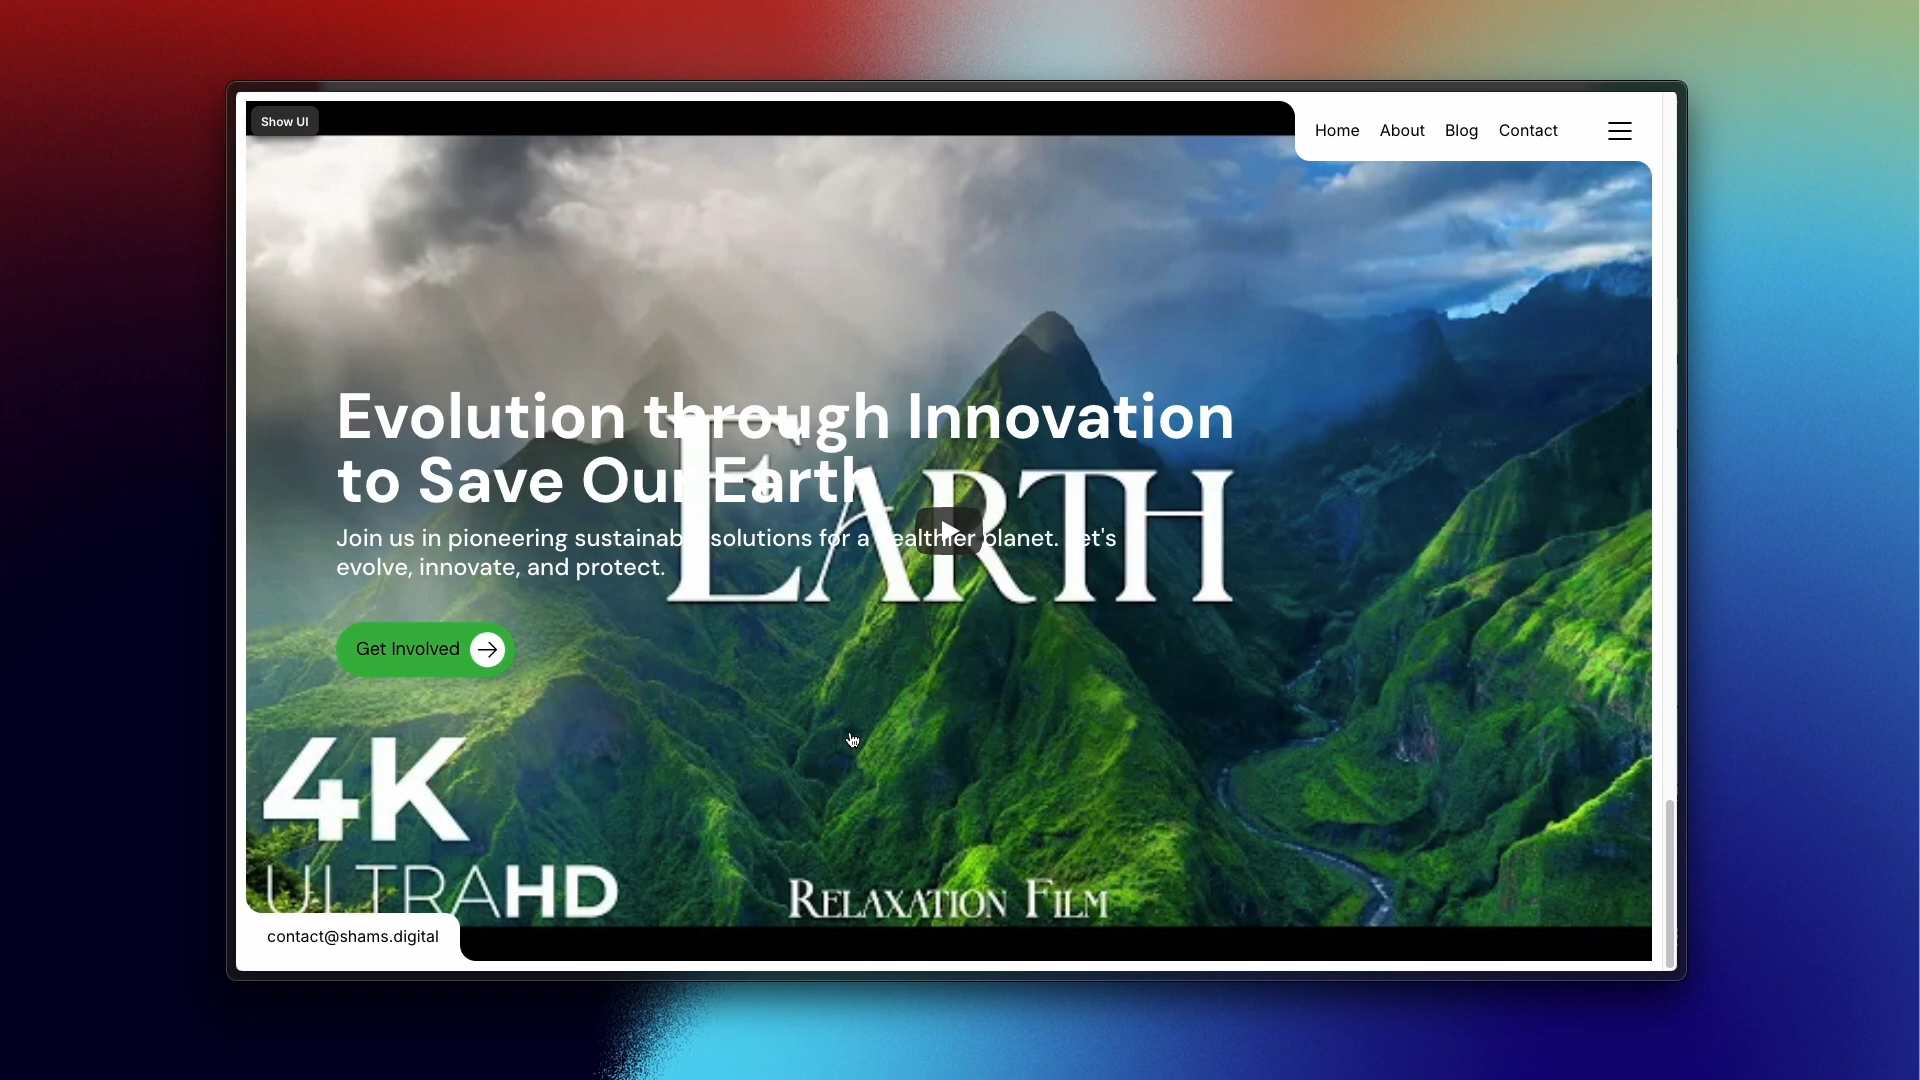 Show UI
Home About Blog Contact
Evolution through Innovation
to Save Our Earth
EARTH
Join us in pioneering sustainable solutions for a healthier planet. Let's
evolve, innovate, and protect.
Get Involved
4K
ULTRAHD
RELAXATION FILM
contact@shams.digital